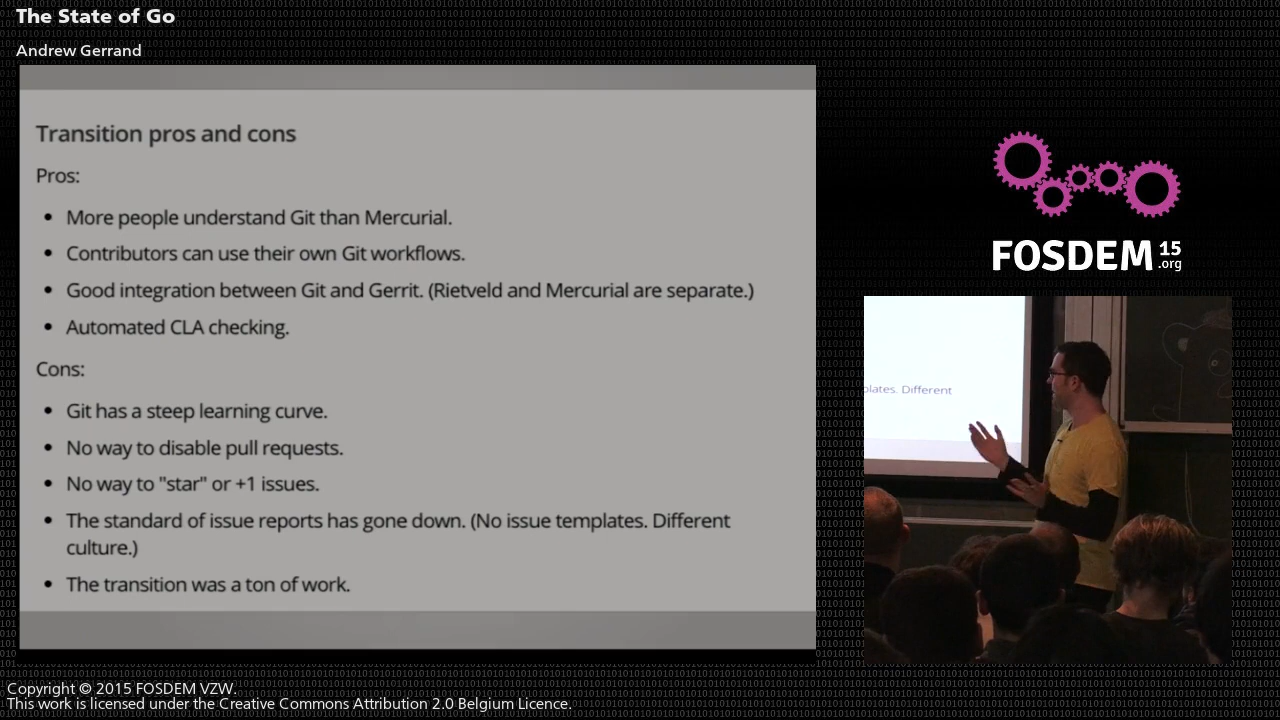 The State of Go
Andrew Gerrand
Transition pros and cons
Pros:
More people understand Git than Mercurial.
Contributors can use their own Git workflows.
Good integration between Git and Gerrit. (Rietveld and Mercurial are separate.)
Automated CLA checking.
Cons:
Git has a steep learning curve.
No way to disable pull requests.
No way to "star" or +1 issues.
The standard of issue reports has gone down. (No issue templates. Different
culture.)
The transition was a ton of work.
FOSDEM 15
.org
plates. Different
Copyright © 2015 FOSDEM VZW.
This work is licensed under the Creative Commons Attribution 2.0 Belgium Licence.